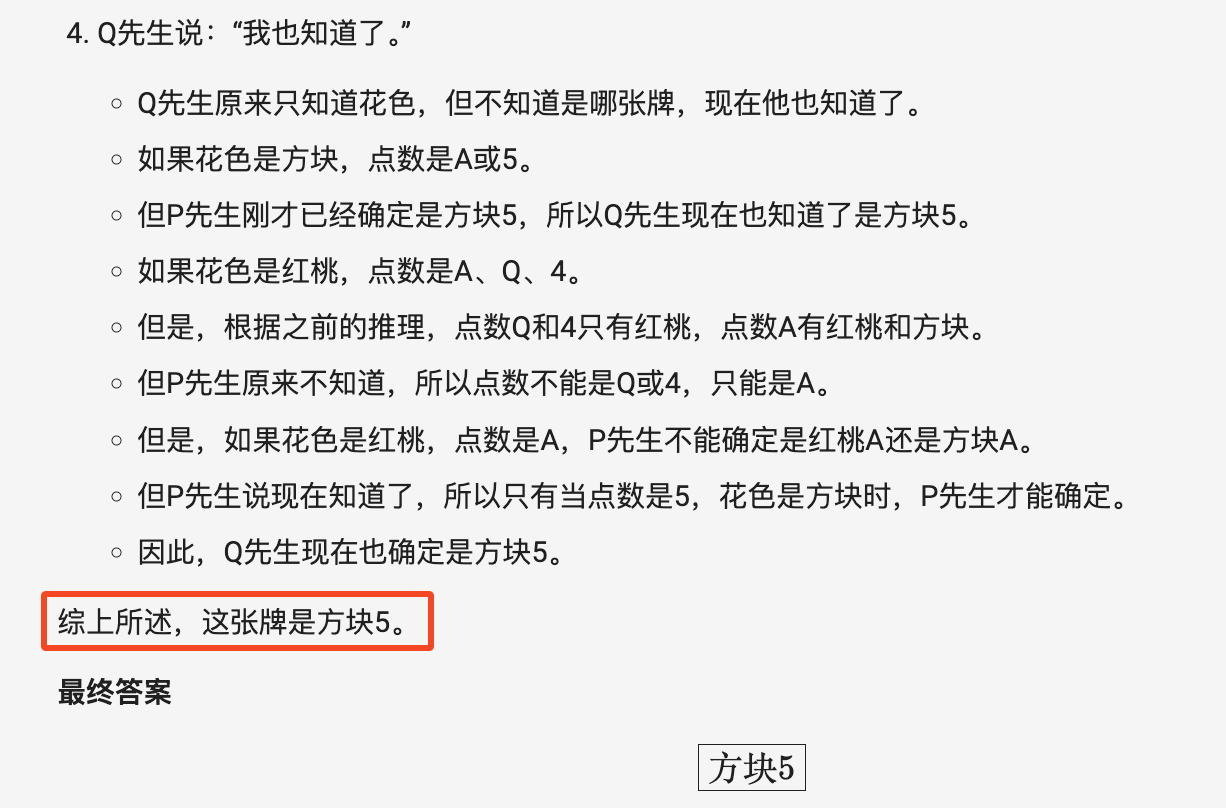 4. Q先生说：“我也知道了。”
Q先生原来只知道花色，但不知道是哪张牌，现在他也知道了。
如果花色是方块，点数是A或5。
但P先生刚才已经确定是方块5，所以Q先生现在也知道了是方块5。
如果花色是红桃，点数是A、Q、4。
但是，根据之前的推理，点数Q和4只有红桃，点数A有红桃和方块。
但P先生原来不知道，所以点数不能是Q或4，只能是A。
但是，如果花色是红桃，点数是A，P先生不能确定是红桃A还是方块A。
但P先生说现在知道了，所以只有当点数是5，花色是方块时，P先生才能确定。
因此，Q先生现在也确定是方块5。
综上所述，这张牌是方块5。
最终答案
方块5